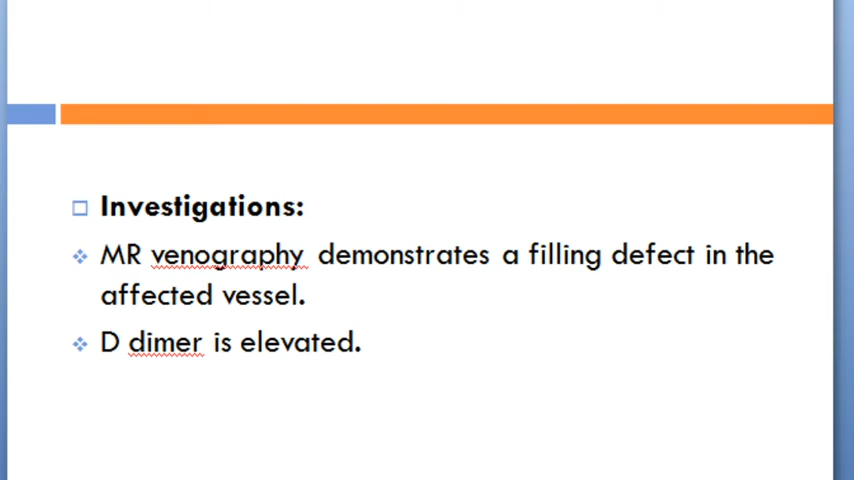 Investigations:
MR venography demonstrates a filling defect in the
affected vessel.
D dimer is elevated.